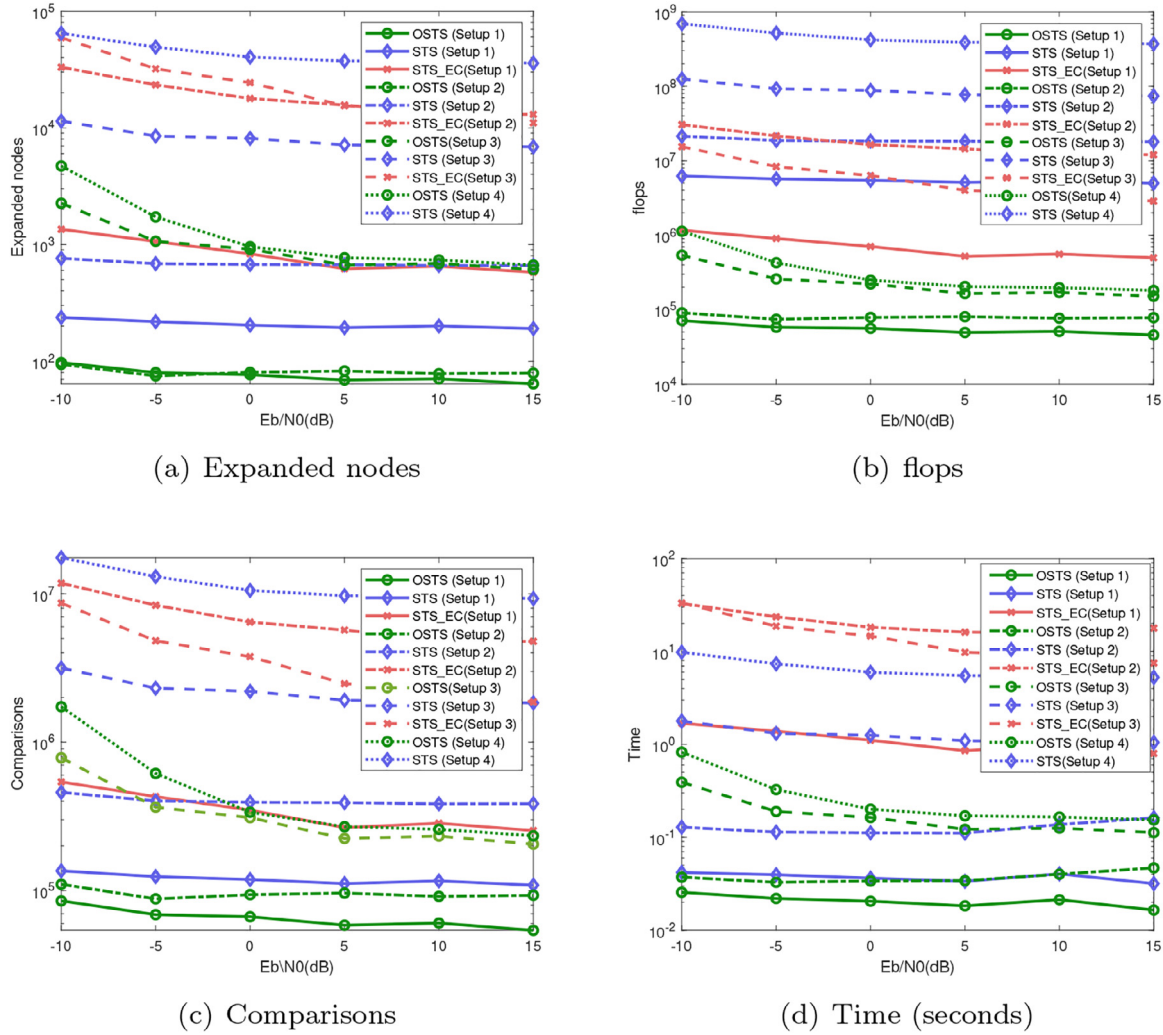 10^5
10^4
10^3
10^2
Expanded nodes
-10 -5 0 5 10 15
Eb/N0(dB)
OSTS (Setup 1)
STS (Setup 1)
STS_EC(Setup 1)
OSTS (Setup 2)
STS (Setup 2)
STS_EC(Setup 2)
OSTS(Setup 3)
STS (Setup 3)
STS_EC(Setup 3)
OSTS (Setup 4)
STS (Setup 4)
(a) Expanded nodes
10^9
10^8
10^7
10^6
10^5
10^4
flops
-10 -5 0 5 10 15
Eb/N0(dB)
OSTS (Setup 1)
STS (Setup 1)
STS_EC(Setup 1)
OSTS (Setup 2)
STS (Setup 2)
STS_EC(Setup 2)
OSTS(Setup 3)
STS (Setup 3)
STS_EC(Setup 3)
OSTS (Setup 4)
STS (Setup 4)
(b) flops
10^7
10^6
10^5
Comparisons
-10 -5 0 5 10 15
Eb\N0(dB)
OSTS (Setup 1)
STS (Setup 1)
STS_EC(Setup 1)
OSTS (Setup 2)
STS (Setup 2)
STS_EC(Setup 2)
OSTS(Setup 3)
STS (Setup 3)
STS_EC(Setup 3)
OSTS (Setup 4)
STS (Setup 4)
(c) Comparisons
10^2
10^1
10^0
10^-1
10^-2
Time
-10 -5 0 5 10 15
Eb/N0(dB)
OSTS (Setup 1)
STS (Setup 1)
STS_EC(Setup 1)
OSTS (Setup 2)
STS (Setup 2)
STS_EC(Setup 2)
OSTS(Setup 3)
STS (Setup 3)
STS_EC(Setup 3)
OSTS (Setup 4)
STS(Setup 4)
(d) Time (seconds)